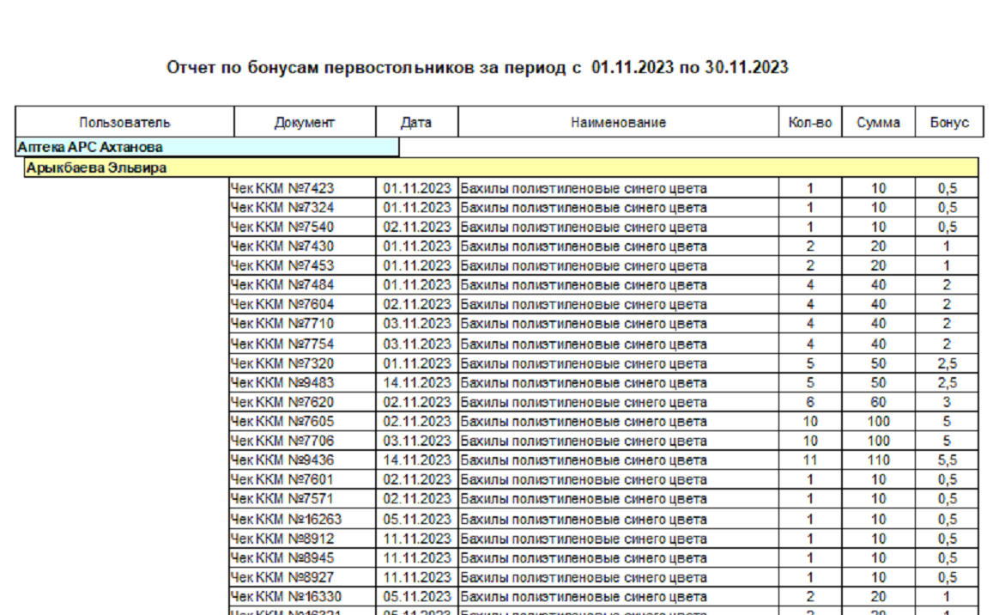 Отчет по бонусам первостольников за период с 01.11.2023 по 30.11.2023
Пользователь Документ Дата Наименование Кол-во Сумма Бонус
Аптека АРС Ахтанова
Арыкбаева Эльвира
Чек ККМ №7423 01.11.2023 Бахилы полиэтиленовые синего цвета 1 10 0,5
Чек ККМ №7324 01.11.2023 Бахилы полиэтиленовые синего цвета 1 10 0,5
Чек ККМ №7540 02.11.2023 Бахилы полиэтиленовые синего цвета 1 10 0,5
Чек ККМ №7430 01.11.2023 Бахилы полиэтиленовые синего цвета 2 20 1
Чек ККМ №7453 01.11.2023 Бахилы полиэтиленовые синего цвета 2 20 1
Чек ККМ №7484 01.11.2023 Бахилы полиэтиленовые синего цвета 4 40 2
Чек ККМ №7604 02.11.2023 Бахилы полиэтиленовые синего цвета 4 40 2
Чек ККМ №7710 03.11.2023 Бахилы полиэтиленовые синего цвета 4 40 2
Чек ККМ №7754 03.11.2023 Бахилы полиэтиленовые синего цвета 4 40 2
Чек ККМ №7320 01.11.2023 Бахилы полиэтиленовые синего цвета 5 50 2,5
Чек ККМ №9483 14.11.2023 Бахилы полиэтиленовые синего цвета 5 50 2,5
Чек ККМ №7620 02.11.2023 Бахилы полиэтиленовые синего цвета 6 60 3
Чек ККМ №7605 02.11.2023 Бахилы полиэтиленовые синего цвета 10 100 5
Чек ККМ №7706 03.11.2023 Бахилы полиэтиленовые синего цвета 10 100 5
Чек ККМ №9436 14.11.2023 Бахилы полиэтиленовые синего цвета 11 110 5,5
Чек ККМ №7601 02.11.2023 Бахилы полиэтиленовые синего цвета 1 10 0,5
Чек ККМ №7571 02.11.2023 Бахилы полиэтиленовые синего цвета 1 10 0,5
Чек ККМ №16263 05.11.2023 Бахилы полиэтиленовые синего цвета 1 10 0,5
Чек ККМ №8912 11.11.2023 Бахилы полиэтиленовые синего цвета 1 10 0,5
Чек ККМ №8945 11.11.2023 Бахилы полиэтиленовые синего цвета 1 10 0,5
Чек ККМ №8927 11.11.2023 Бахилы полиэтиленовые синего цвета 1 10 0,5
Чек ККМ №16330 05.11.2023 Бахилы полиэтиленовые синего цвета 2 20 1